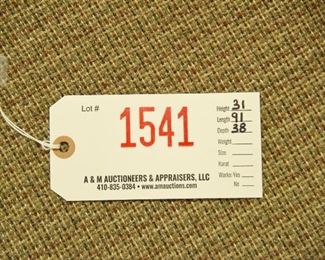 Lot #
1541
Height 31
Length 91
Depth 38
Weight
Size
Karat
Works: Yes
No
A & M AUCTIONEERS & APPRAISERS, LLC
410-835-0384 • www.amauctions.com